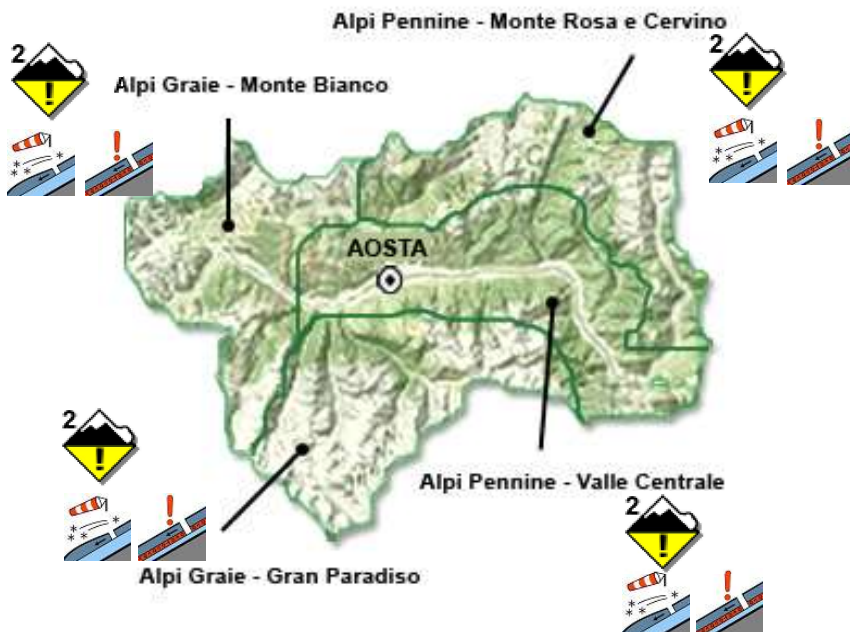 Alpi Pennine - Monte Rosa e Cervino
2
!
2
!
Alpi Graie - Monte Bianco
!
!
AOSTA
2
!
Alpi Pennine - Valle Centrale
!
2
!
Alpi Graie - Gran Paradiso
!